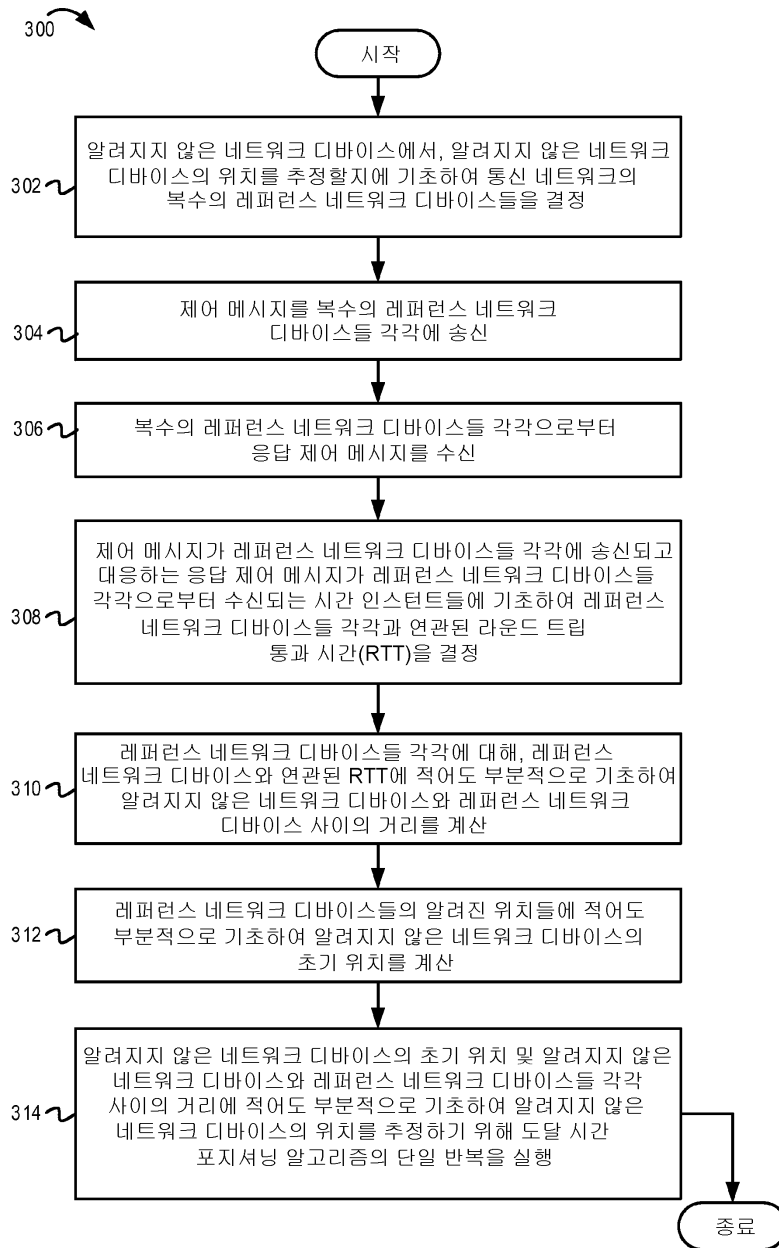 300
시작
302
알려지지 않은 네트워크 디바이스에서, 알려지지 않은 네트워크
디바이스의 위치를 추정할지에 기초하여 통신 네트워크의
복수의 레퍼런스 네트워크 디바이스들을 결정
304
제어 메시지를 복수의 레퍼런스 네트워크
디바이스들 각각에 송신
306
복수의 레퍼런스 네트워크 디바이스들 각각으로부터
응답 제어 메시지를 수신
308
제어 메시지가 레퍼런스 네트워크 디바이스들 각각에 송신되고
대응하는 응답 제어 메시지가 레퍼런스 네트워크 디바이스들
각각으로부터 수신되는 시간 인스턴트들에 기초하여 레퍼런스
네트워크 디바이스들 각각과 연관된 라운드 트립
통과 시간(RTT)을 결정
310
레퍼런스 네트워크 디바이스들 각각에 대해, 레퍼런스
네트워크 디바이스와 연관된 RTT에 적어도 부분적으로 기초하여
알려지지 않은 네트워크 디바이스와 레퍼런스 네트워크
디바이스 사이의 거리를 계산
312
레퍼런스 네트워크 디바이스들의 알려진 위치들에 적어도
부분적으로 기초하여 알려지지 않은 네트워크 디바이스의
초기 위치를 계산
314
알려지지 않은 네트워크 디바이스의 초기 위치 및 알려지지 않은
네트워크 디바이스와 레퍼런스 네트워크 디바이스들 각각
사이의 거리에 적어도 부분적으로 기초하여 알려지지 않은
네트워크 디바이스의 위치를 추정하기 위해 도달 시간
포지셔닝 알고리즘의 단일 반복을 실행
종료